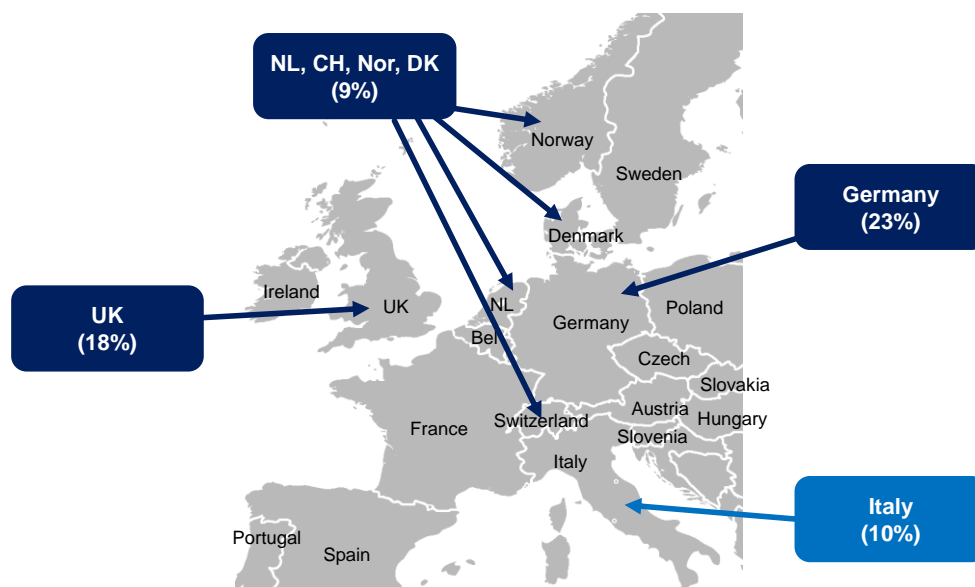 NL, CH, Nor, DK
(9%)
Norway
Sweden
Germany
(23%)
Denmark
Ireland
UK
(18%)
UK
NL
Germany
Poland
Bel
Czech
Slovakia
Austria
Hungary
France
Switzerland
Slovenia
Italy
Italy
(10%)
Portugal
Spain